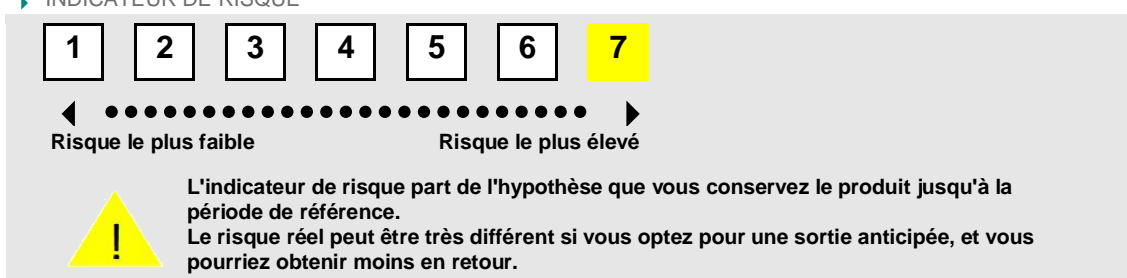 INDICATEUR DE RISQUE
1 2 3 4 5 6 7
Risque le plus faible Risque le plus élevé
!
L'indicateur de risque part de l'hypothèse que vous conservez le produit jusqu'à la
période de référence.
Le risque réel peut être très différent si vous optez pour une sortie anticipée, et vous
pourriez obtenir moins en retour.